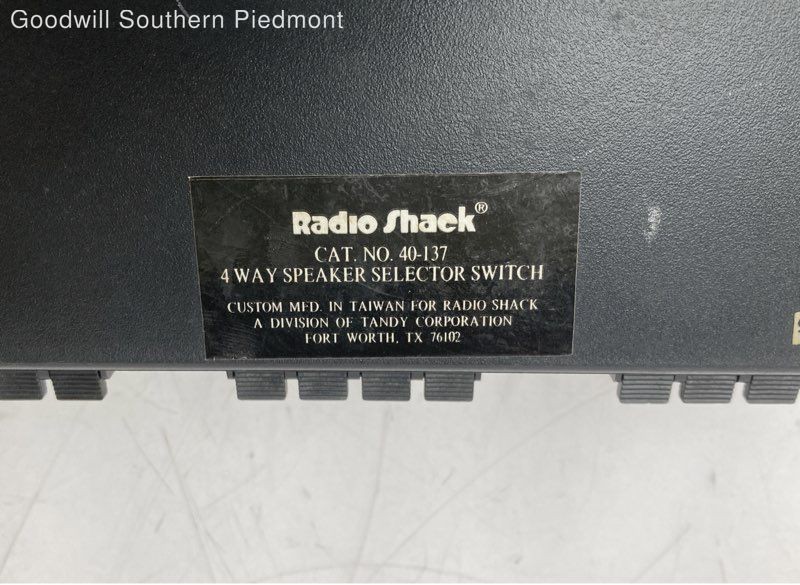 Goodwill Southern Piedmont
Radio Shack®
CAT. NO. 40-137
4 WAY SPEAKER SELECTOR SWITCH
CUSTOM MFD. IN TAIWAN FOR RADIO SHACK
A DIVISION OF TANDY CORPORATION
FORT WORTH, TX 76102